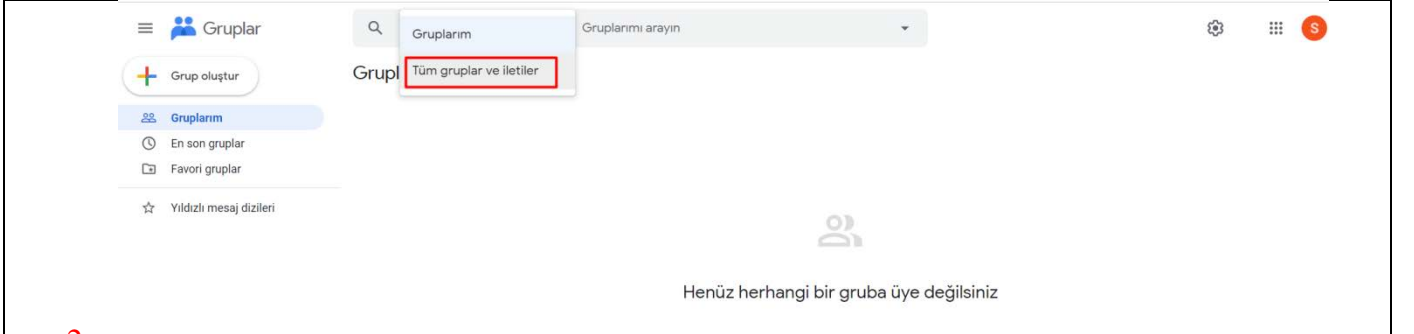 Gruplar
Gruplarım
Gruplarımı arayın
S
Grup oluştur
Grupl
Tüm gruplar ve iletiler
Gruplarım
En son gruplar
Favori gruplar
Yıldızlı mesaj dizileri
Henüz herhangi bir gruba üye değilsiniz